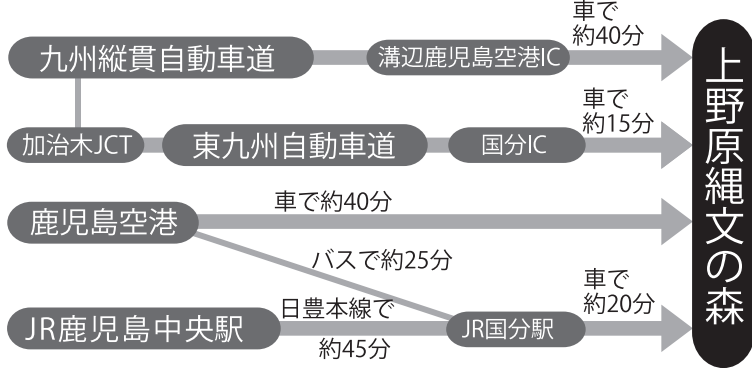 車で
約40分
九州縦貫自動車道
溝辺鹿児島空港IC
車で
約15分
加治木JCT
東九州自動車道
国分IC
鹿児島空港
車で約40分
バスで約25分
車で
約20分
JR鹿児島中央駅
日豊本線で
約45分
JR国分駅
上野原縄文の森